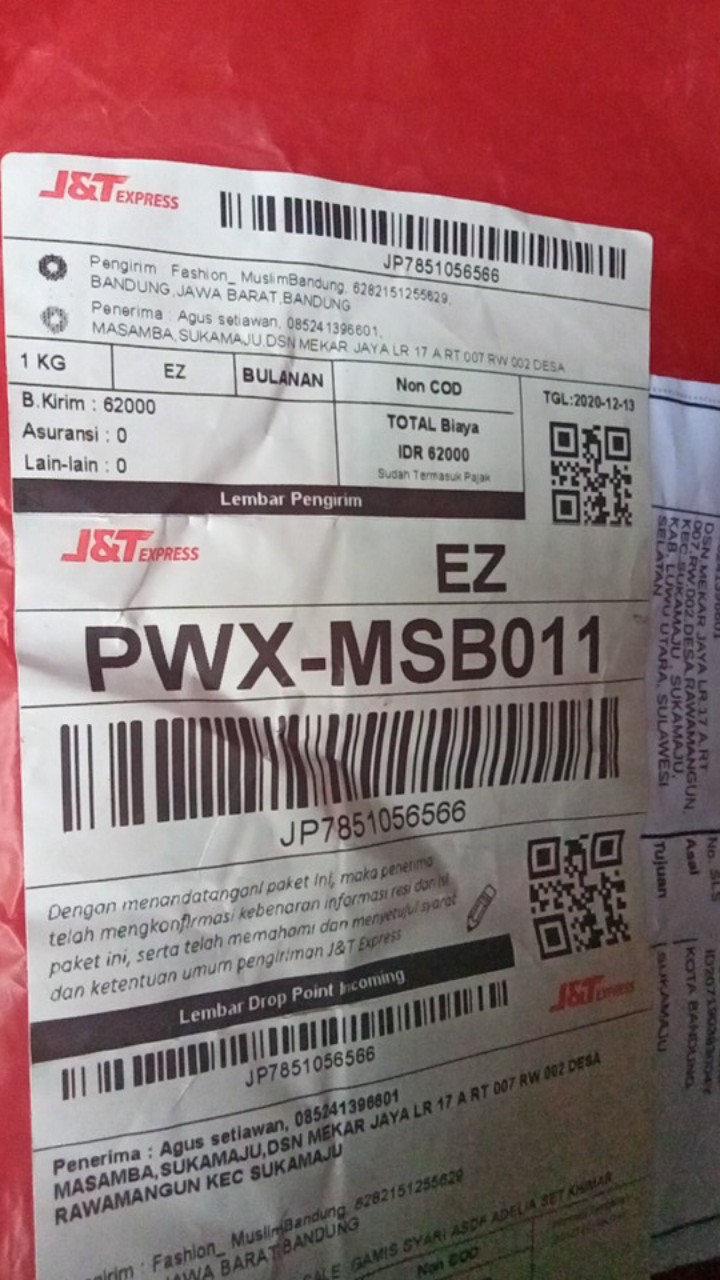 J&T EXPRESS
JP7851056566
Pengirim Fashion_ MuslimBandung, 6282151255629,
BANDUNG,JAWA BARAT,BANDUNG
Penerima : Agus setiawan, 085241396601,
MASAMBA,SUKAMAJU,DSN MEKAR JAYA LR 17 A RT 007 RW 002 DESA
1 KG EZ BULANAN Non COD TGL:2020-12-13
B.Kirim : 62000
Asuransi : 0
Lain-lain : 0
TOTAL Biaya
IDR 62000
Sudah Termasuk Pajak
Lembar Pengirim
J&T EXPRESS EZ
PWX-MSB011
JP7851056566
Dengan menandatangani paket ini, maka penerima
telah mengkonfirmasi kebenaran informasi resi dan isi
paket ini, serta telah memahami dan menyetujui syarat
dan ketentuan umum pengiriman J&T Express
Lembar Drop Point Incoming
J&T EXPRESS
JP7851056566
Penerima : Agus setiawan, 085241396601
MASAMBA,SUKAMAJU,DSN MEKAR JAYA LR 17 A RT 007 RW 002 DESA
RAWAMANGUN KEC SUKAMAJU
girim : Fashion_ MuslimBandung, 6282151255629
JAWA BARAT,BANDUNG
GAMIS SYARI ASDF ADELIA SET KHIMAR
Non COD
DSN MEKAR JAYA LR 17 A RT
007,RW 002 DESA RAWAMANGUN,
KEC.SUKAMAJU, SUKAMAJU,
KAB. LUWU UTARA, SULAWESI
SELATAN
Asal KOTA BANDUNG
Tujuan SUKAMAJU